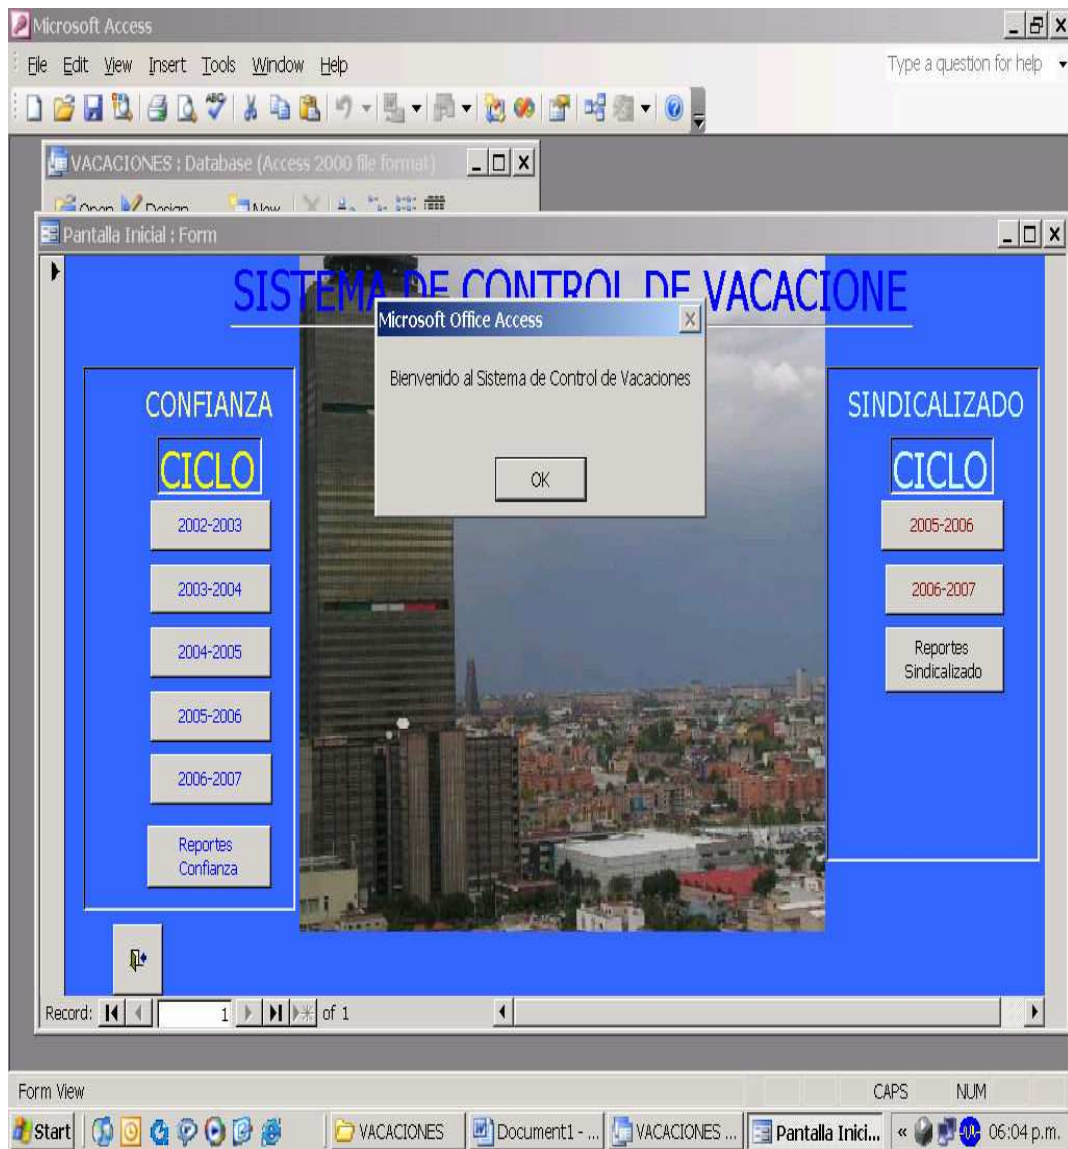 Microsoft Access
File Edit View Insert Tools Window Help
Type a question for help
VACACIONES : Database (Access 2000 file format)
Open Design New
Pantalla Inicial : Form
SISTEMA DE CONTROL DE VACACIONE
Microsoft Office Access
Bienvenido al Sistema de Control de Vacaciones
OK
CONFIANZA
CICLO
2002-2003
2003-2004
2004-2005
2005-2006
2006-2007
Reportes
Confianza
SINDICALIZADO
CICLO
2005-2006
2006-2007
Reportes
Sindicalizado
Record: 1 of 1
Form View
CAPS NUM
Start VACACIONES Document1 - ... VACACIONES ... Pantalla Inici... « 06:04 p.m.